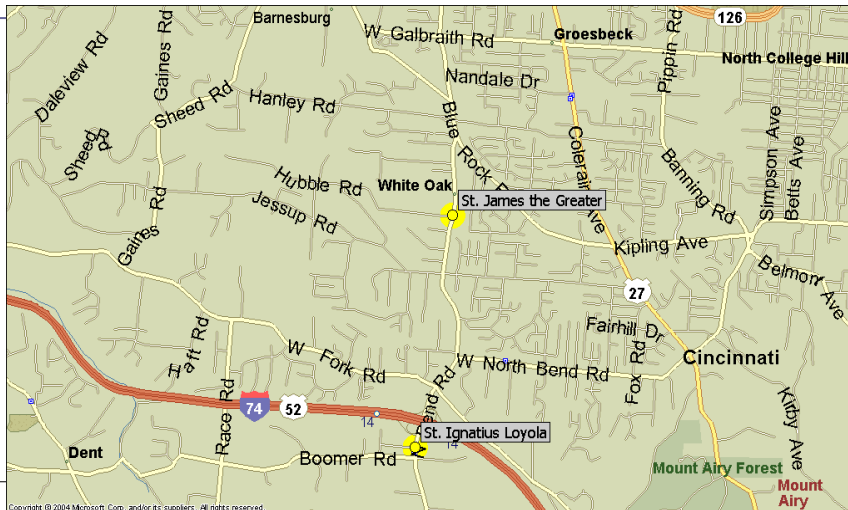 Barnesburg
126
W Galbraith Rd
Groesbeck
Pippin Rd
North College Hill
Daleview Rd
Gaines Rd
Nandale Dr
Sheed Rd
Hanley Rd
Blue Rock
Colerain Ave
Sheed Rd
Banning Rd
Simpson Ave
Betts Ave
Hubble Rd
White Oak
St. James the Greater
Jessup Rd
Gaines Rd
Kipling Ave
Belmont Ave
27
Taft Rd
Fairhill Dr
W Fork Rd
W North Bend Rd
Fox Rd
Cincinnati
Race Rd
74
52
14
Bend Rd
St. Ignatius Loyola
14
Kirby Ave
Dent
Boomer Rd
Mount Airy Forest
Mount
Airy
Copyright © 2004 Microsoft Corp. and/or its suppliers. All rights reserved.